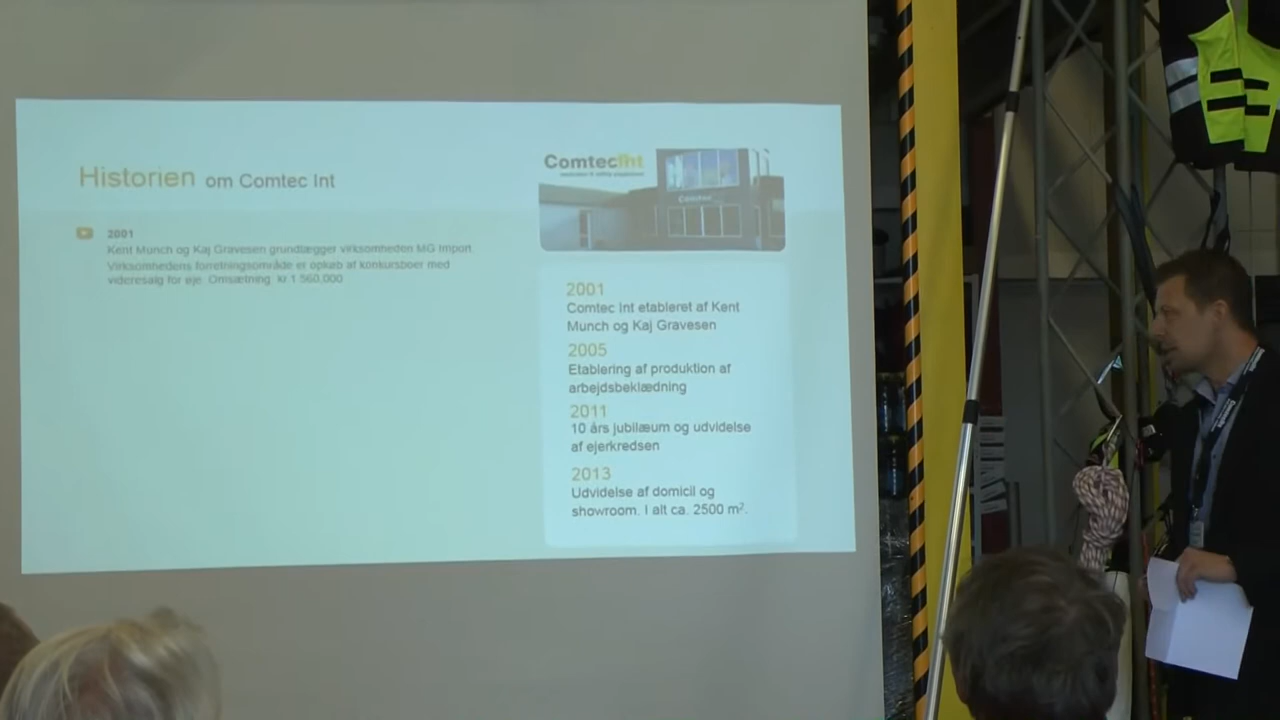 Historien om Comtec Int
2001
Kent Munch og Kaj Gravesen grundlægger virksomheden MG Import.
Virksomhedens forretningsområde er opkøb af konkursboer med
videresalg for øje. Omsætning: kr.1.560.000
ComtecInt
Comtec
2001
Comtec Int etableret af Kent
Munch og Kaj Gravesen
2005
Etablering af produktion af
arbejdsbeklædning
2011
10 års jubilæum og udvidelse
af ejerkredsen
2013
Udvidelse af domicil og
showroom. I alt ca. 2500 m².